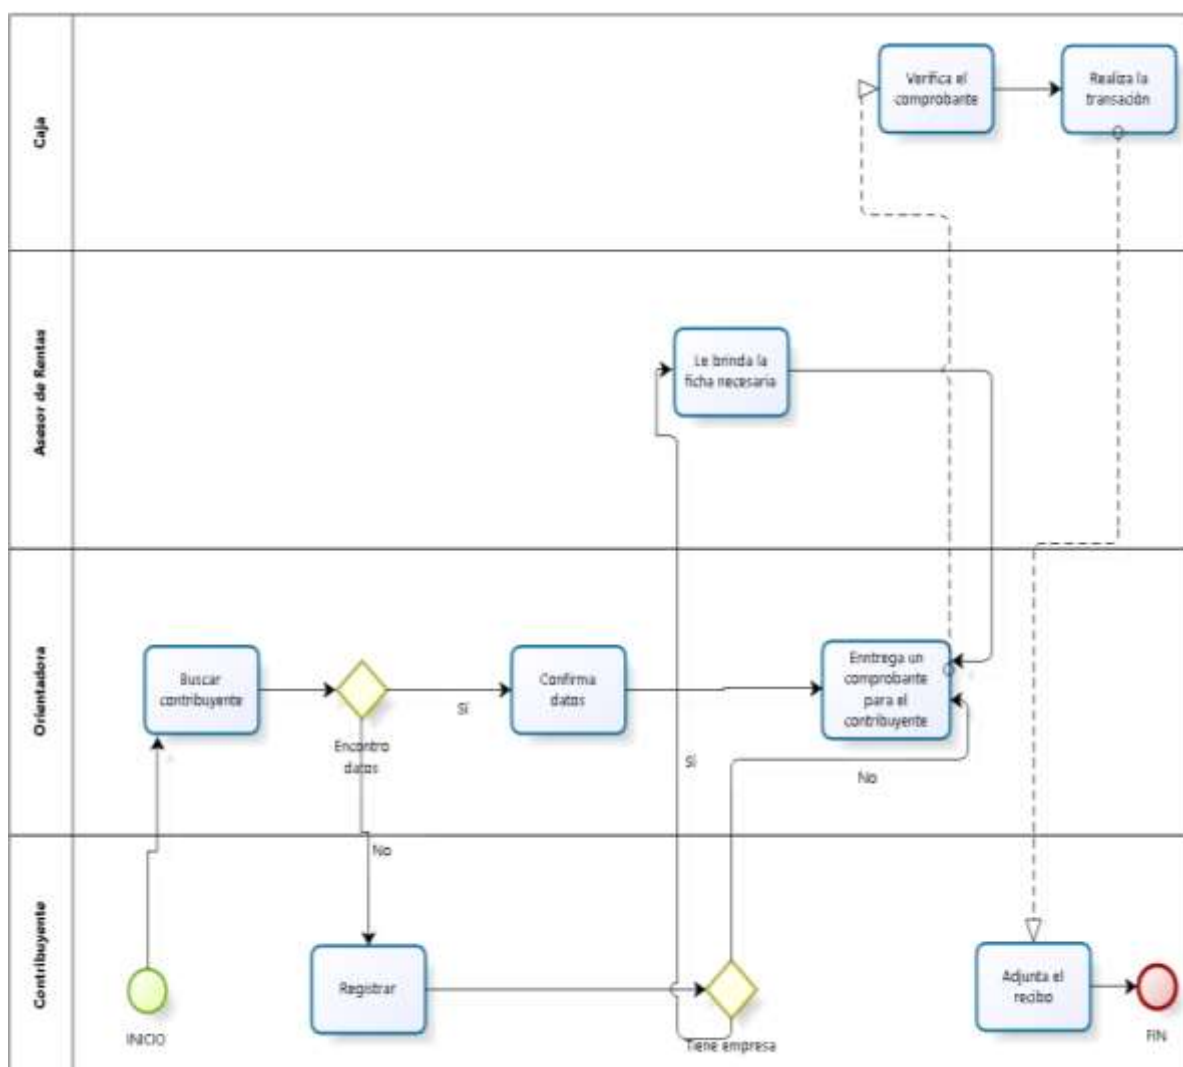 Caja
Verifica el
comprobante
Realiza la
transación
Asesor de Rentas
Le brinda la
ficha necesaria
Orientadora
Buscar
contribuyente
Encontro
datos
Sí
Confirma
datos
Enntrega un
comprobante
para el
contribuyente
Sí
No
No
Contribuyente
INICIO
Registrar
Tiene empresa
Adjunta el
recibo
FIN